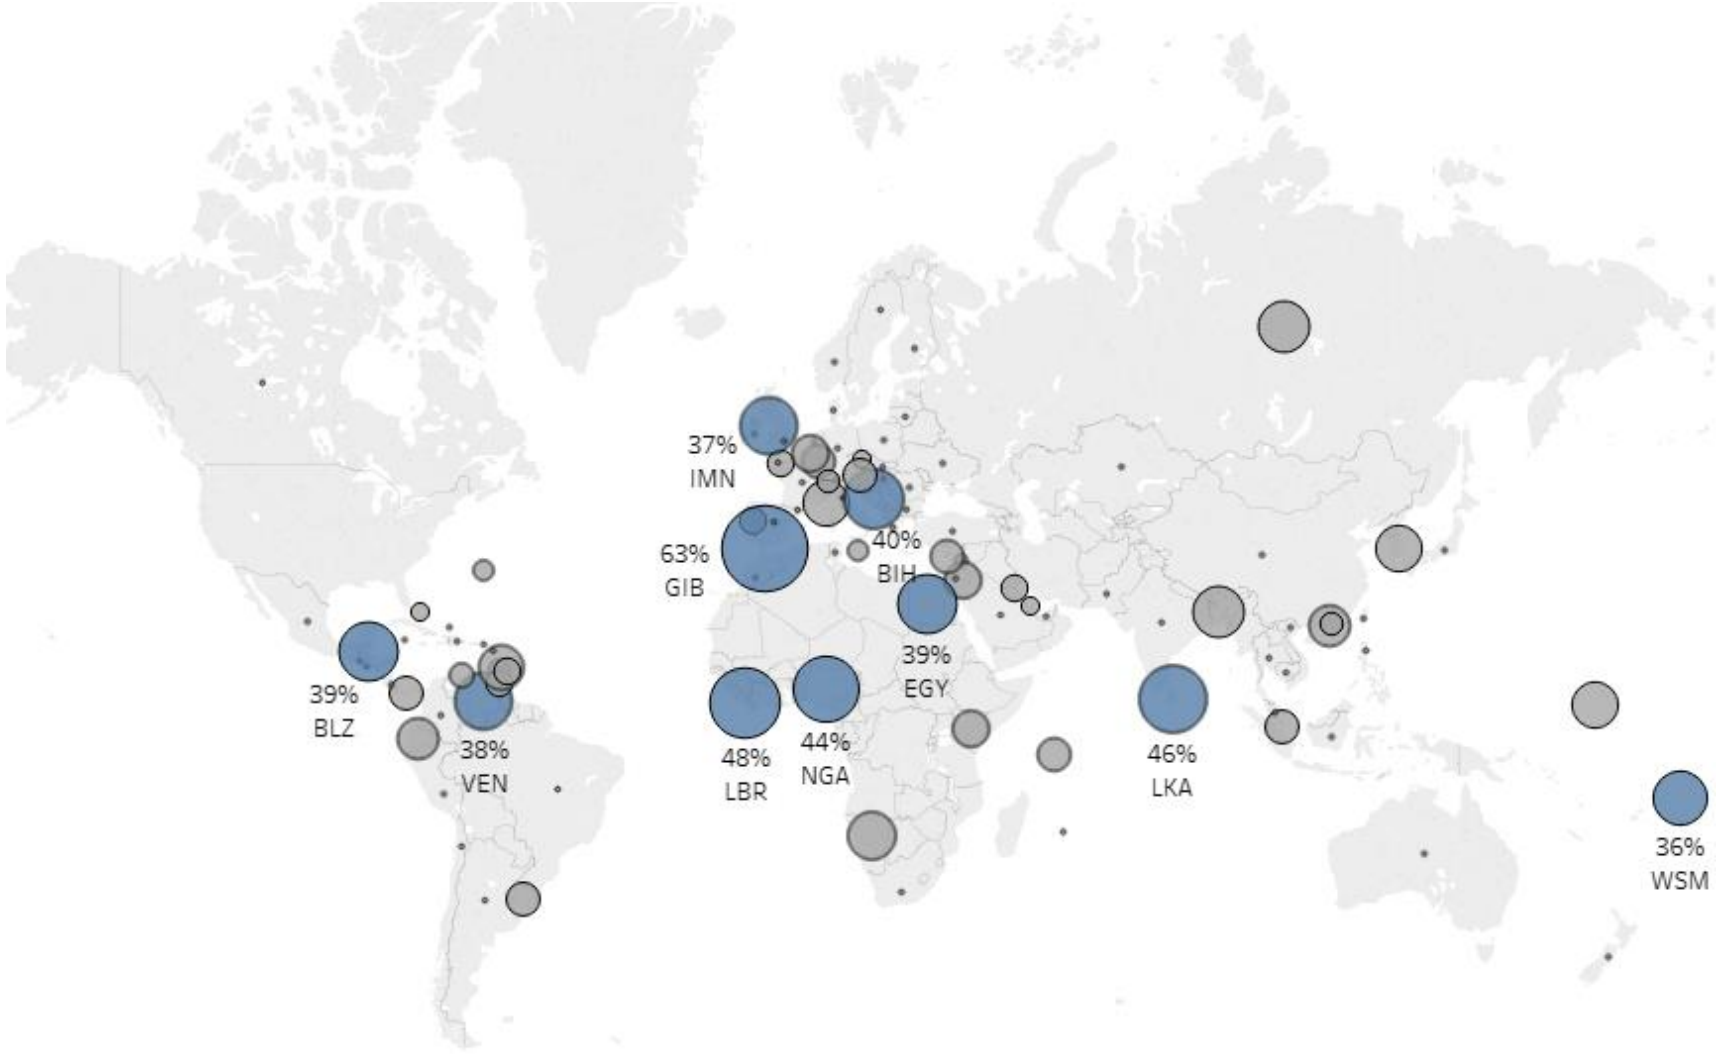 37%
IMN
63%
GIB
40%
BIH
39%
EGY
39%
BLZ
38%
VEN
48%
LBR
44%
NGA
46%
LKA
36%
WSM